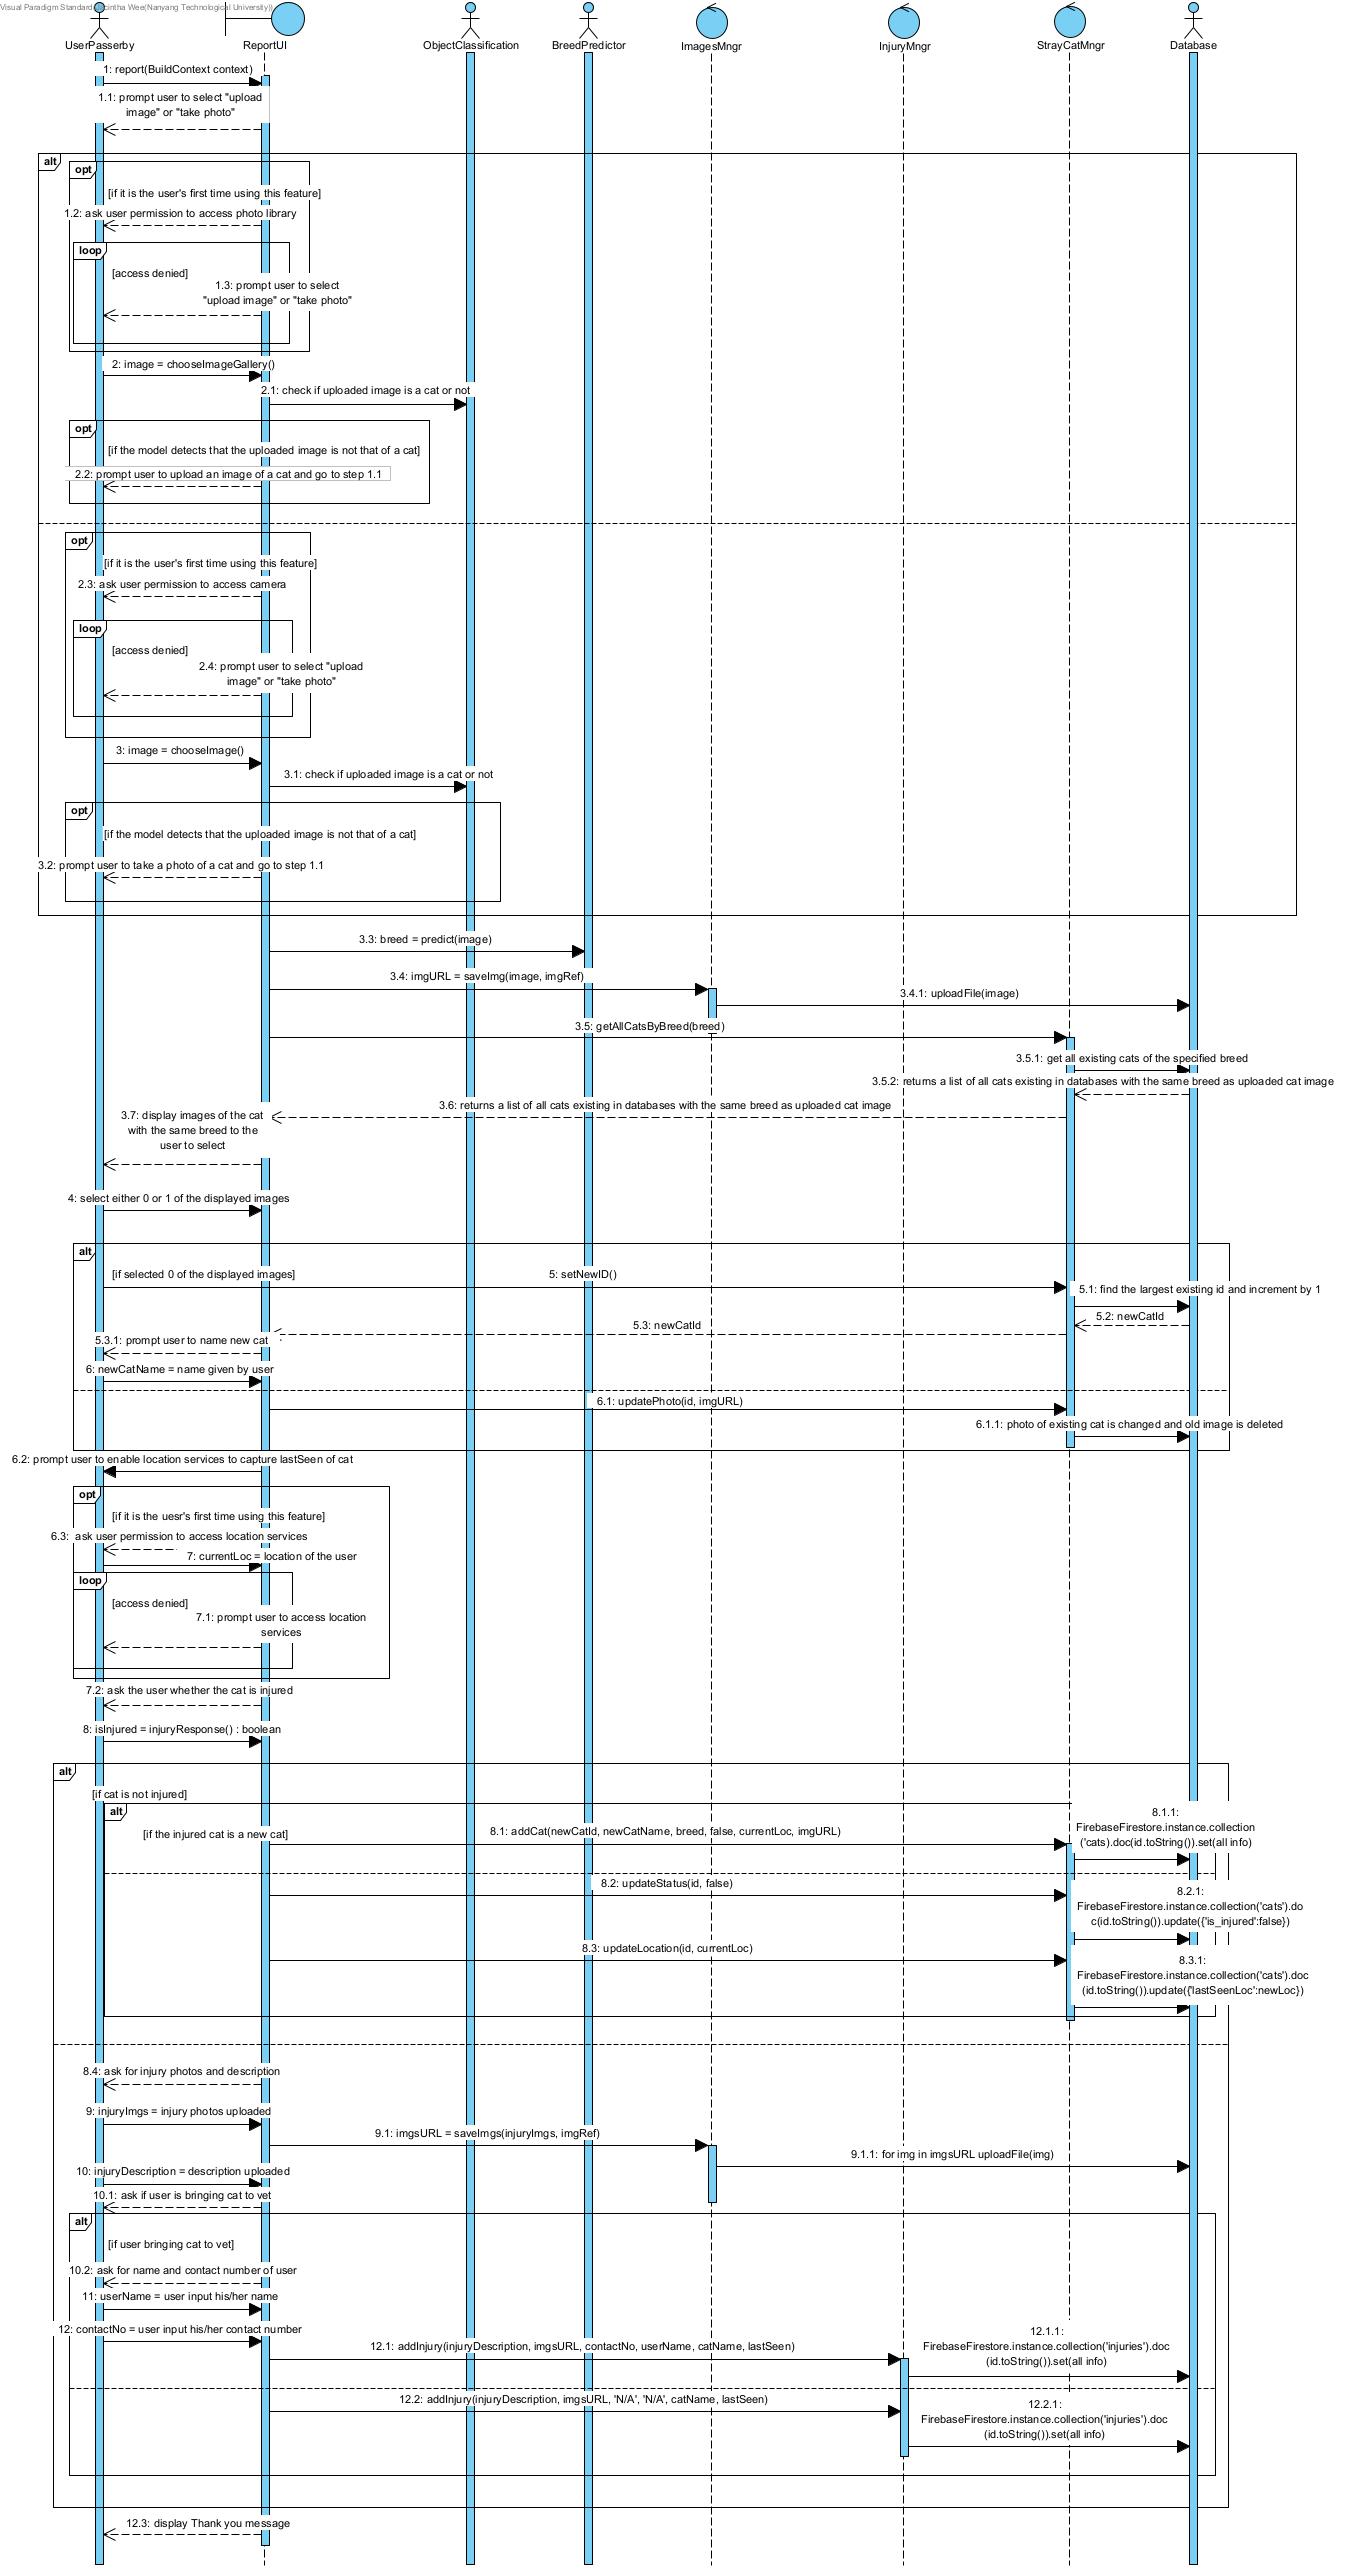 Visual Paradigm Standard
cintha Wee(Nanyang Technological University))
UserPasserby
ReportUI
ObjectClassification
BreedPredictor
ImagesMngr
InjuryMngr
StrayCatMngr
Database
1: report(BuildContext context)
1.1: prompt user to select "upload
image" or "take photo"
alt
opt
[if it is the user's first time using this feature]
1.2: ask user permission to access photo library
loop
[access denied]
1.3: prompt user to select
"upload image" or "take photo"
2: image = chooseImageGallery()
2.1: check if uploaded image is a cat or not
opt
[if the model detects that the uploaded image is not that of a cat]
2.2: prompt user to upload an image of a cat and go to step 1.1
opt
[if it is the user's first time using this feature]
2.3: ask user permission to access camera
loop
[access denied]
2.4: prompt user to select "upload
image" or "take photo"
3: image = chooseImage()
3.1: check if uploaded image is a cat or not
opt
[if the model detects that the uploaded image is not that of a cat]
3.2: prompt user to take a photo of a cat and go to step 1.1
3.3: breed = predict(image)
3.4: imgURL = saveImg(image, imgRef)
3.4.1: uploadFile(image)
3.5: getAllCatsByBreed(breed)
3.5.1: get all existing cats of the specified breed
3.5.2: returns a list of all cats existing in databases with the same breed as uploaded cat image
3.6: returns a list of all cats existing in databases with the same breed as uploaded cat image
3.7: display images of the cat
with the same breed to the
user to select
4: select either 0 or 1 of the displayed images
alt
[if selected 0 of the displayed images]
5: setNewID()
5.1: find the largest existing id and increment by 1
5.2: newCatId
5.3: newCatId
5.3.1: prompt user to name new cat
6: newCatName = name given by user
6.1: updatePhoto(id, imgURL)
6.1.1: photo of existing cat is changed and old image is deleted
6.2: prompt user to enable location services to capture lastSeen of cat
opt
[if it is the uesr's first time using this feature]
6.3: ask user permission to access location services
7: currentLoc = location of the user
loop
[access denied]
7.1: prompt user to access location
services
7.2: ask the user whether the cat is injured
8: isInjured = injuryResponse() : boolean
alt
[if cat is not injured]
alt
[if the injured cat is a new cat]
8.1: addCat(newCatId, newCatName, breed, false, currentLoc, imgURL)
8.1.1:
FirebaseFirestore.instance.collection
('cats).doc(id.toString()).set(all info)
8.2: updateStatus(id, false)
8.2.1:
FirebaseFirestore.instance.collection('cats').do
c(id.toString()).update({'is_injured':false})
8.3: updateLocation(id, currentLoc)
8.3.1:
FirebaseFirestore.instance.collection('cats').doc
(id.toString()).update({'lastSeenLoc':newLoc})
8.4: ask for injury photos and description
9: injuryImgs = injury photos uploaded
9.1: imgsURL = saveImgs(injuryImgs, imgRef)
9.1.1: for img in imgsURL uploadFile(img)
10: injuryDescription = description uploaded
10.1: ask if user is bringing cat to vet
alt
[if user bringing cat to vet]
10.2: ask for name and contact number of user
11: userName = user input his/her name
12: contactNo = user input his/her contact number
12.1: addInjury(injuryDescription, imgsURL, contactNo, userName, catName, lastSeen)
12.1.1:
FirebaseFirestore.instance.collection('injuries').doc
(id.toString()).set(all info)
12.2: addInjury(injuryDescription, imgsURL, 'N/A', 'N/A', catName, lastSeen)
12.2.1:
FirebaseFirestore.instance.collection('injuries').doc
(id.toString()).set(all info)
12.3: display Thank you message